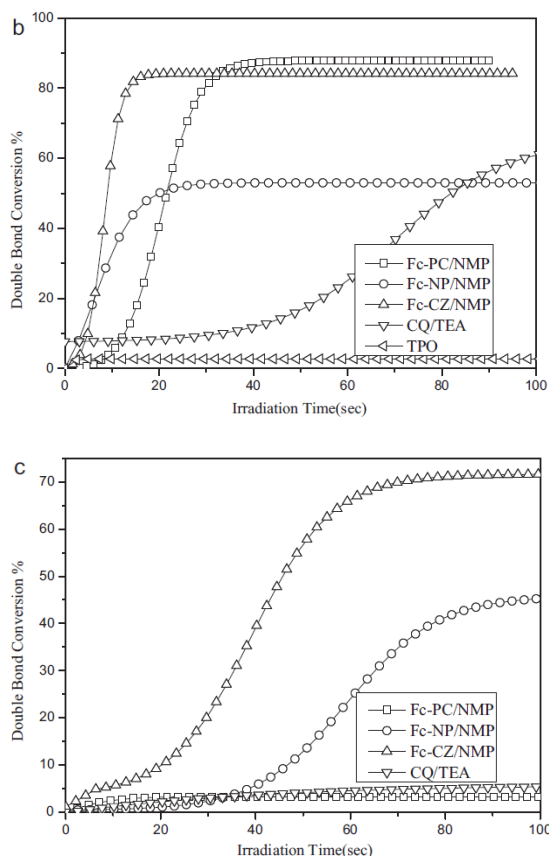 b
100
80
60
40
20
0
Double Bond Conversion %
Fc-PC/NMP
Fc-NP/NMP
Fc-CZ/NMP
CQ/TEA
TPO
0 20 40 60 80 100
Irradiation Time(sec)
c
70
60
50
40
30
20
10
0
Double Bond Conversion %
Fc-PC/NMP
Fc-NP/NMP
Fc-CZ/NMP
CQ/TEA
0 20 40 60 80 100
Irradiation Time(sec)